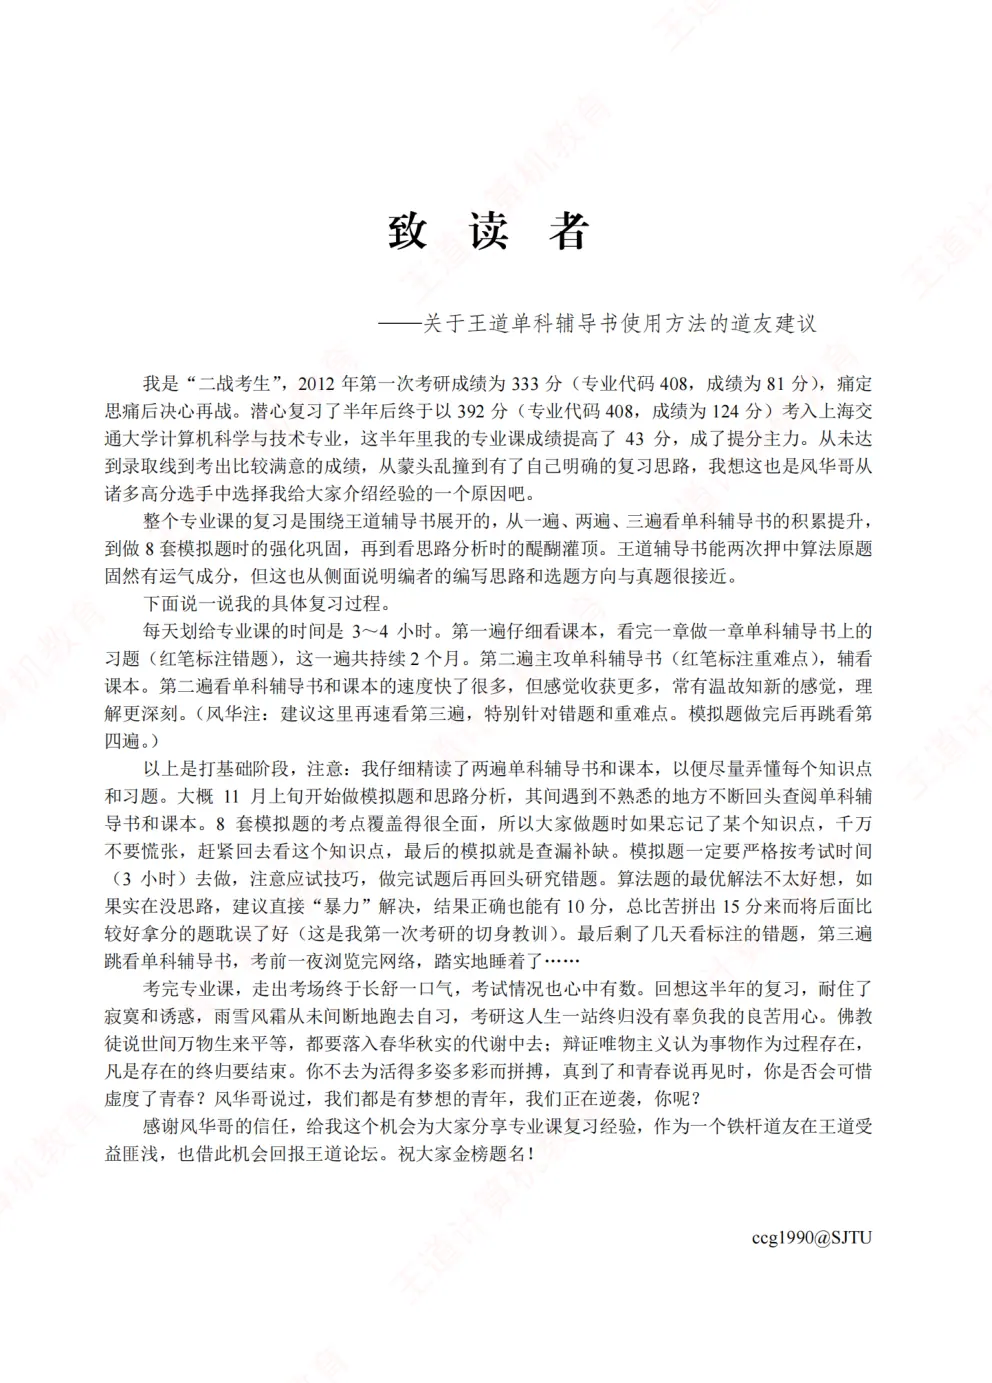 致 读 者
——关于王道单科辅导书使用方法的道友建议
我是“二战考生”，2012 年第一次考研成绩为 333 分（专业代码 408，成绩为 81 分），痛定
思痛后决心再战。潜心复习了半年后终于以 392 分（专业代码 408，成绩为 124 分）考入上海交
通大学计算机科学与技术专业，这半年里我的专业课成绩提高了 43 分，成了提分主力。从未达
到录取线到考出比较满意的成绩，从蒙头乱撞到有了自己明确的复习思路，我想这也是风华哥从
诸多高分选手中选择我给大家介绍经验的一个原因吧。
整个专业课的复习是围绕王道辅导书展开的，从一遍、两遍、三遍看单科辅导书的积累提升，
到做 8 套模拟题时的强化巩固，再到看思路分析时的醍醐灌顶。王道辅导书能两次押中算法原题
固然有运气成分，但这也从侧面说明编者的编写思路和选题方向与真题很接近。
下面说一说我的具体复习过程。
每天划给专业课的时间是 3～4 小时。第一遍仔细看课本，看完一章做一章单科辅导书上的
习题（红笔标注错题），这一遍共持续 2 个月。第二遍主攻单科辅导书（红笔标注重难点），辅看
课本。第二遍看单科辅导书和课本的速度快了很多，但感觉收获更多，常有温故知新的感觉，理
解更深刻。（风华注：建议这里再速看第三遍，特别针对错题和重难点。模拟题做完后再跳看第
四遍。）
以上是打基础阶段，注意：我仔细精读了两遍单科辅导书和课本，以便尽量弄懂每个知识点
和习题。大概 11 月上旬开始做模拟题和思路分析，其间遇到不熟悉的地方不断回头查阅单科辅
导书和课本。8 套模拟题的考点覆盖得很全面，所以大家做题时如果忘记了某个知识点，千万
不要慌张，赶紧回去看这个知识点，最后的模拟就是查漏补缺。模拟题一定要严格按考试时间
（3 小时）去做，注意应试技巧，做完试题后再回头研究错题。算法题的最优解法不太好想，如
果实在没思路，建议直接“暴力”解决，结果正确也能有 10 分，总比苦拼出 15 分来而将后面比
较好拿分的题耽误了好（这是我第一次考研的切身教训）。最后剩了几天看标注的错题，第三遍
跳看单科辅导书，考前一夜浏览完网络，踏实地睡着了……
考完专业课，走出考场终于长舒一口气，考试情况也心中有数。回想这半年的复习，耐住了
寂寞和诱惑，雨雪风霜从未间断地跑去自习，考研这人生一站终归没有辜负我的良苦用心。佛教
徒说世间万物生来平等，都要落入春华秋实的代谢中去；辩证唯物主义认为事物作为过程存在，
凡是存在的终归要结束。你不去为活得多姿多彩而拼搏，真到了和青春说再见时，你是否会可惜
虚度了青春？风华哥说过，我们都是有梦想的青年，我们正在逆袭，你呢？
感谢风华哥的信任，给我这个机会为大家分享专业课复习经验，作为一个铁杆道友在王道受
益匪浅，也借此机会回报王道论坛。祝大家金榜题名！
ccg1990@SJTU
王道计算机教育